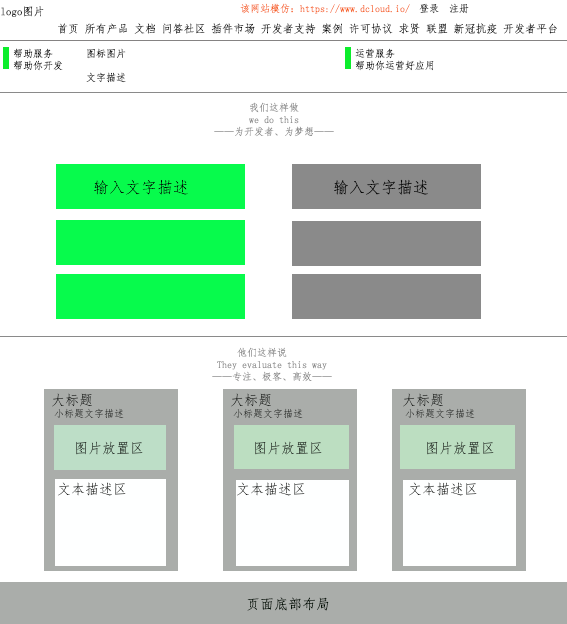 logo图片
该网站模仿: https://www.dcloud.io/ 登录 注册
首页 所有产品 文档 问答社区 插件市场 开发者支持 案例 许可协议 求贤 联盟 新冠抗疫 开发者平台
帮助服务
帮助你开发
图标图片
文字描述
运营服务
帮助你运营好应用
我们这样做
we do this
——为开发者、为梦想——
输入文字描述
输入文字描述
他们这样说
They evaluate this way
——专注、极客、高效——
大标题
小标题文字描述
图片放置区
文本描述区
大标题
小标题文字描述
图片放置区
文本描述区
大标题
小标题文字描述
图片放置区
文本描述区
页面底部布局